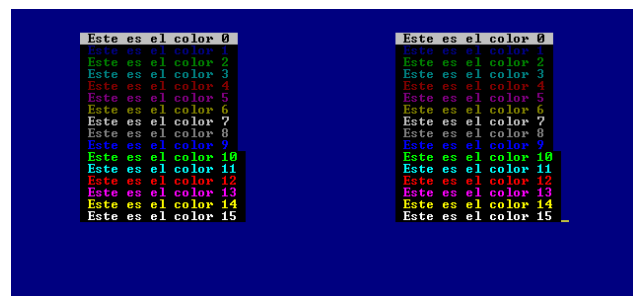 Este es el color 0
Este es el color 1
Este es el color 2
Este es el color 3
Este es el color 4
Este es el color 5
Este es el color 6
Este es el color 7
Este es el color 8
Este es el color 9
Este es el color 10
Este es el color 11
Este es el color 12
Este es el color 13
Este es el color 14
Este es el color 15
Este es el color 0
Este es el color 1
Este es el color 2
Este es el color 3
Este es el color 4
Este es el color 5
Este es el color 6
Este es el color 7
Este es el color 8
Este es el color 9
Este es el color 10
Este es el color 11
Este es el color 12
Este es el color 13
Este es el color 14
Este es el color 15 _